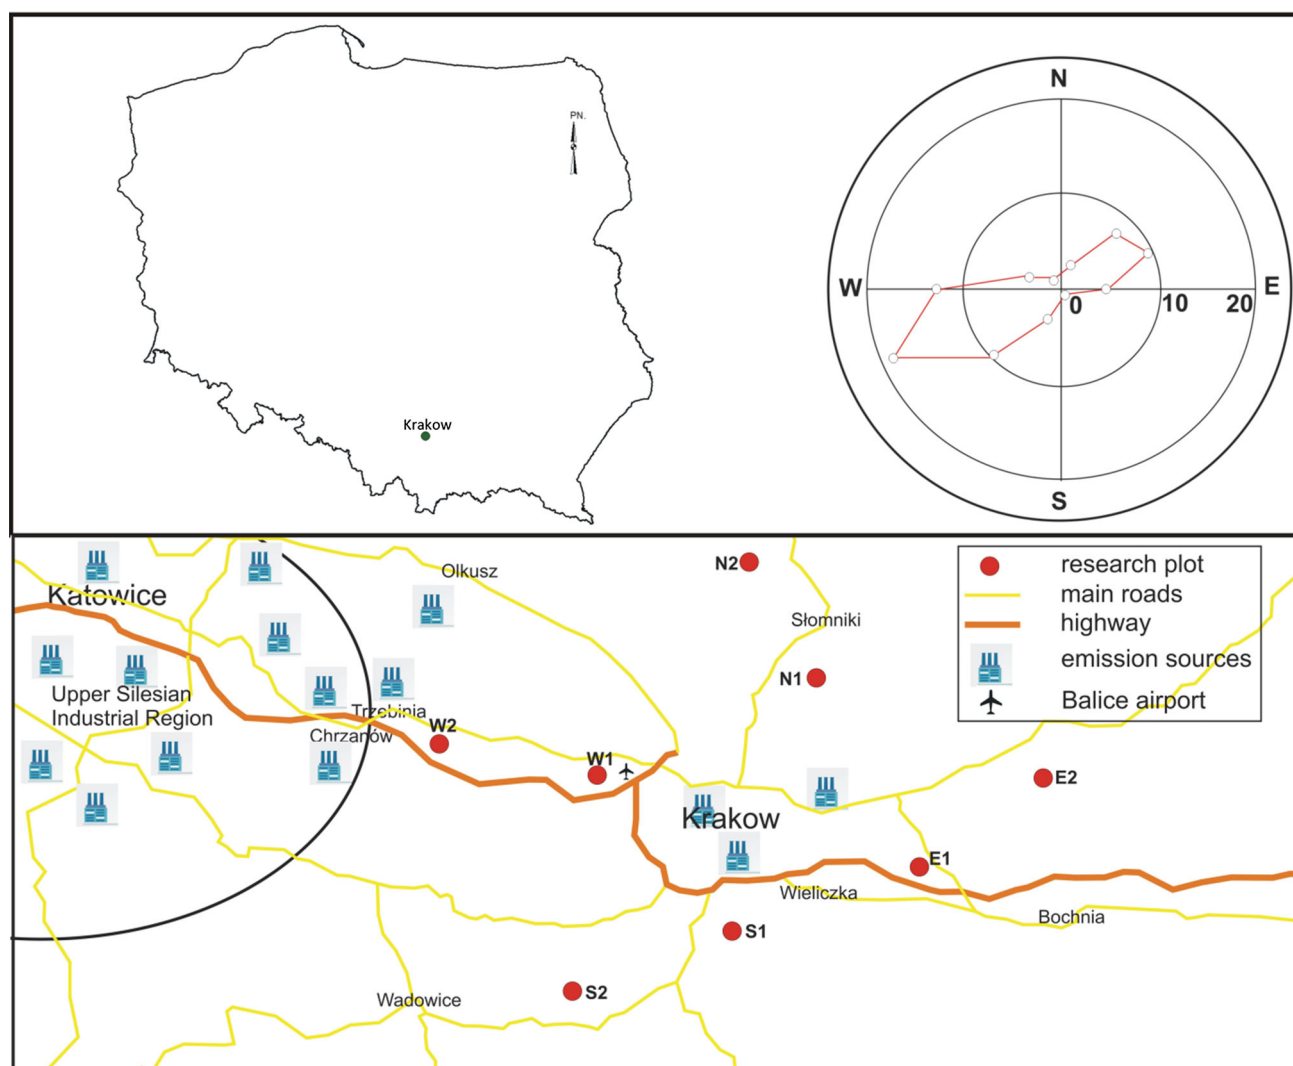 PN.
Krakow
N
W
E
0
10
20
S
Katowice
Olkusz
N2
Słomniki
N1
Upper Silesian
Industrial Region
Trzebinia
Chrzanów
W2
W1
Krakow
E2
E1
Wieliczka
Bochnia
S1
S2
Wadowice
research plot
main roads
highway
emission sources
Balice airport